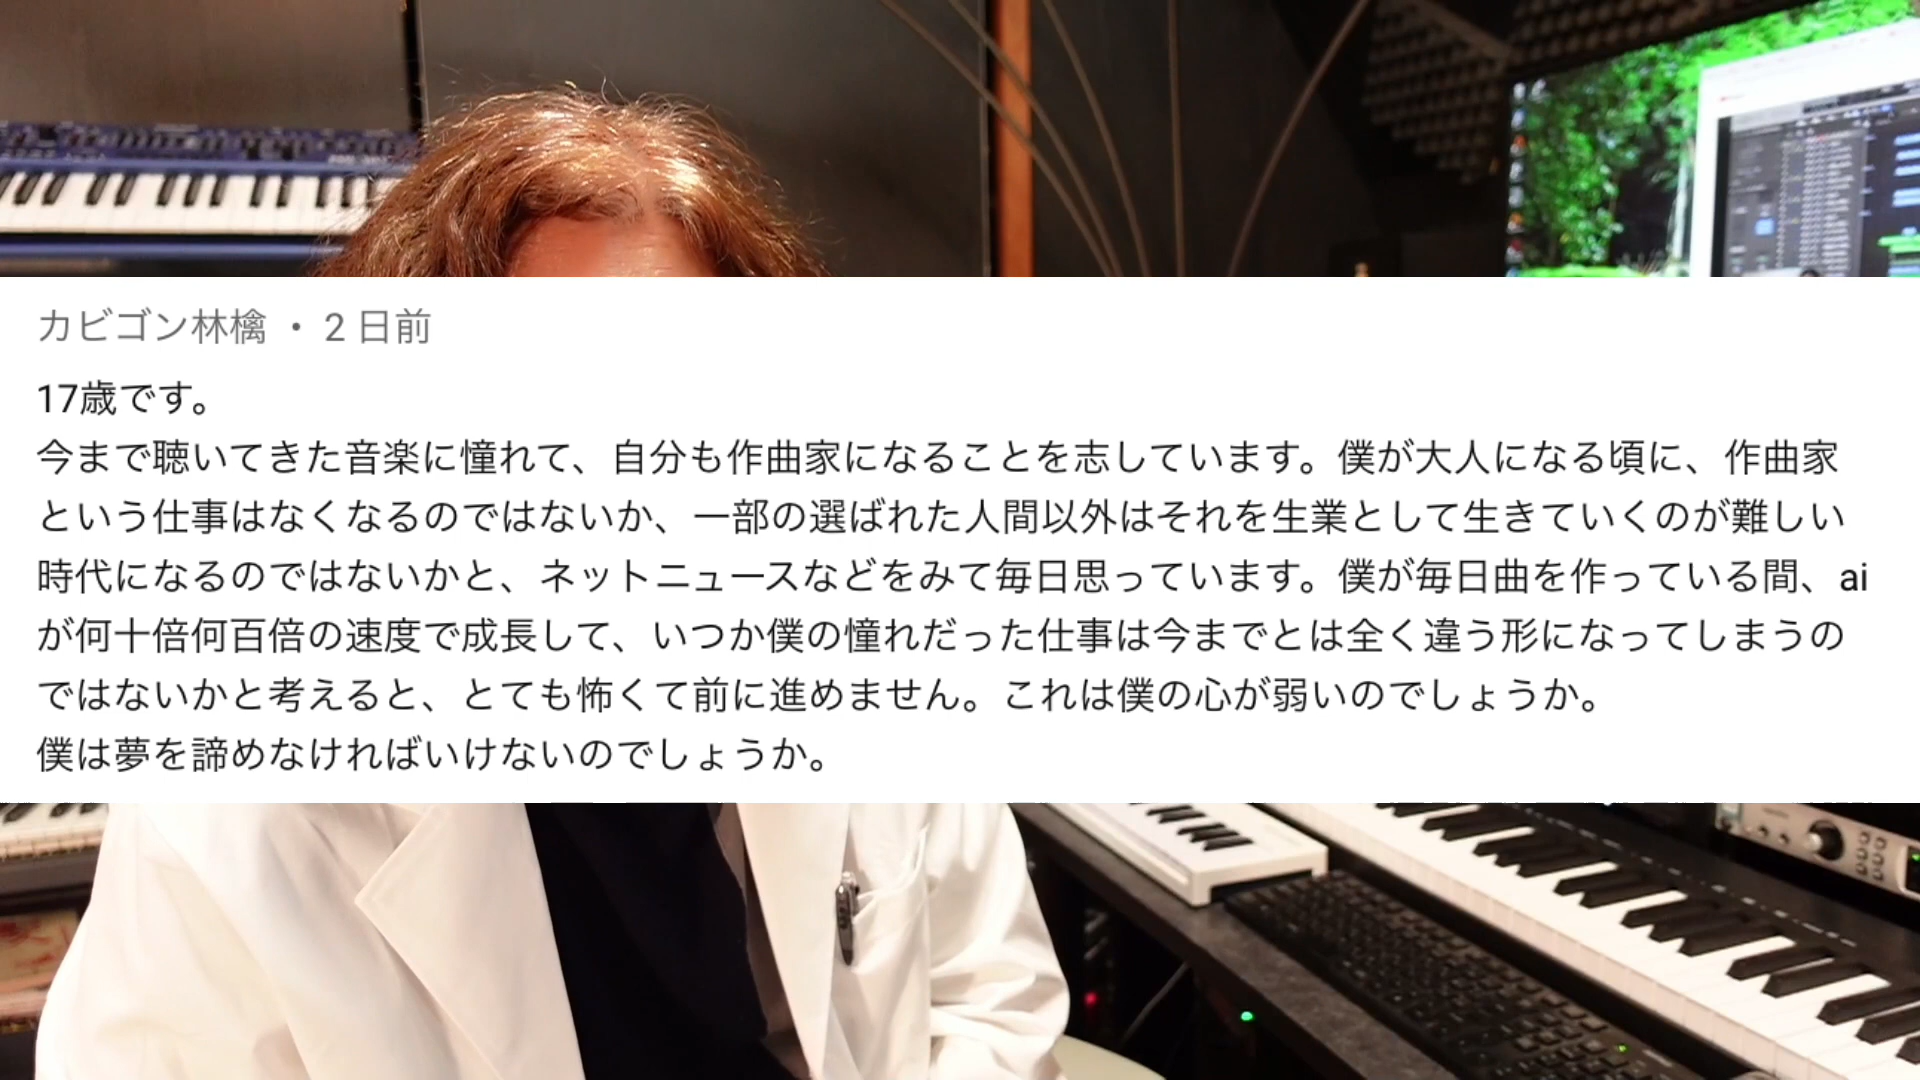 カビゴン林檎 ・ 2 日前
17歳です。
今まで聴いてきた音楽に憧れて、自分も作曲家になることを志しています。僕が大人になる頃に、作曲家
という仕事はなくなるのではないか、一部の選ばれた人間以外はそれを生業として生きていくのが難しい
時代になるのではないかと、ネットニュースなどをみて毎日思っています。僕が毎日曲を作っている間、ai
が何十倍何百倍の速度で成長して、いつか僕の憧れだった仕事は今までとは全く違う形になってしまうの
ではないかと考えると、とても怖くて前に進めません。これは僕の心が弱いのでしょうか。
僕は夢を諦めなければいけないのでしょうか。